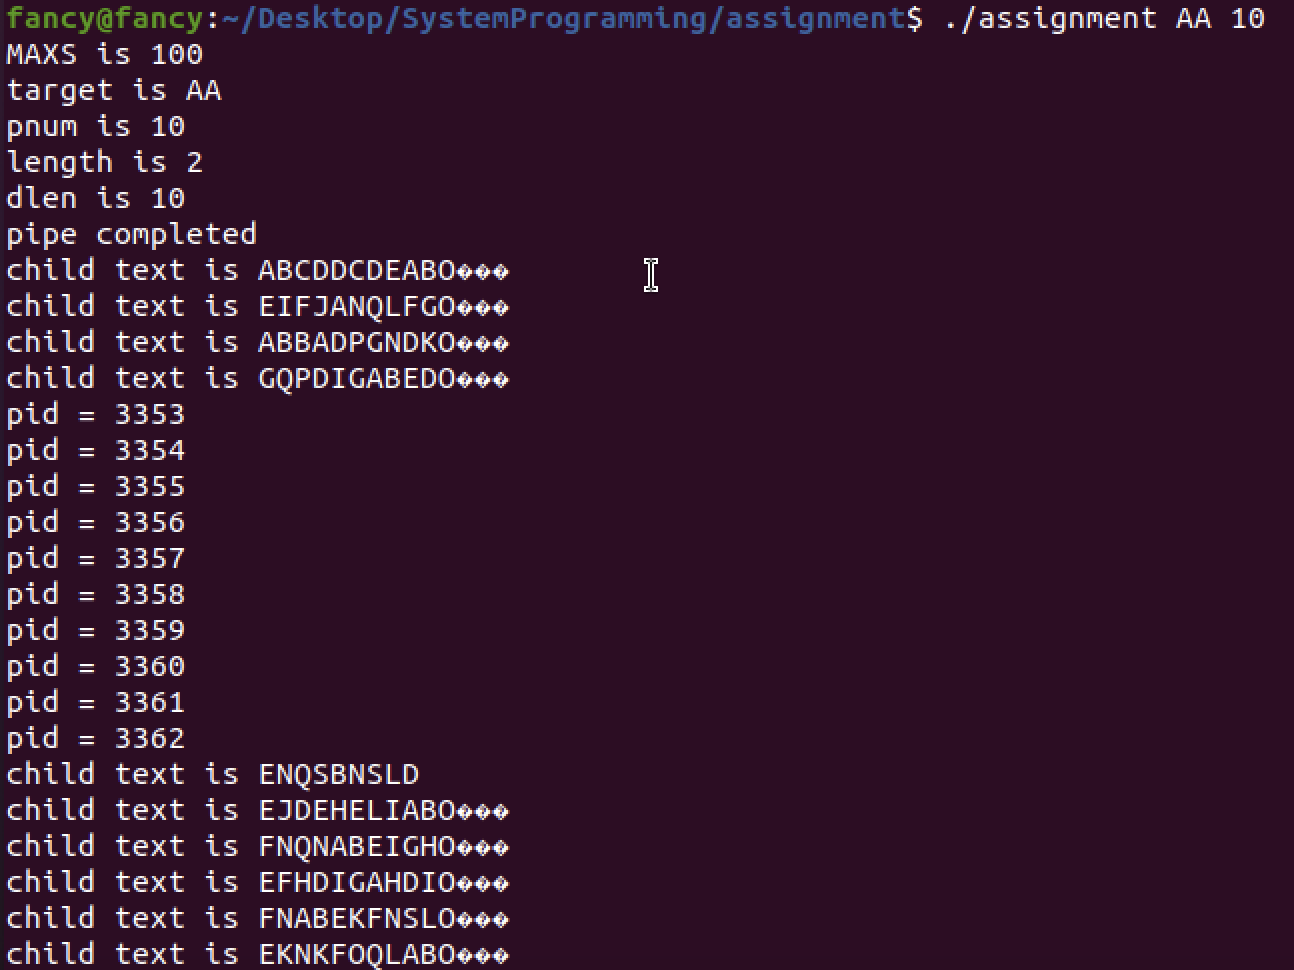 fancy@fancy:~/Desktop/SystemProgramming/assignment$ ./assignment AA 10
MAXS is 100
target is AA
pnum is 10
length is 2
dlen is 10
pipe completed
child text is ABCDDCDEABO���
child text is EIFJANQLFGO���
child text is ABBADPGNDKO���
child text is GQPDIGABEDO���
pid = 3353
pid = 3354
pid = 3355
pid = 3356
pid = 3357
pid = 3358
pid = 3359
pid = 3360
pid = 3361
pid = 3362
child text is ENQSBNSLD
child text is EJDEHELIABO���
child text is FNQNABEIGHO���
child text is EFHDIGAHDIO���
child text is FNABEKFNSLO���
child text is EKNKFOQLABO���